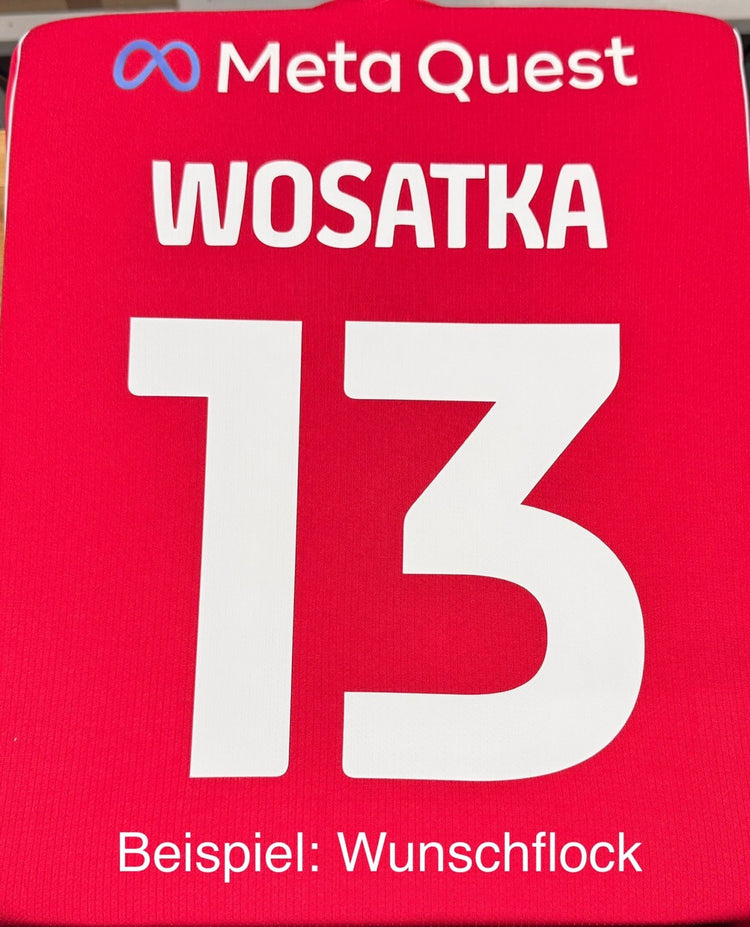 Meta Quest
WOSATKA
13
Beispiel: Wunschflock